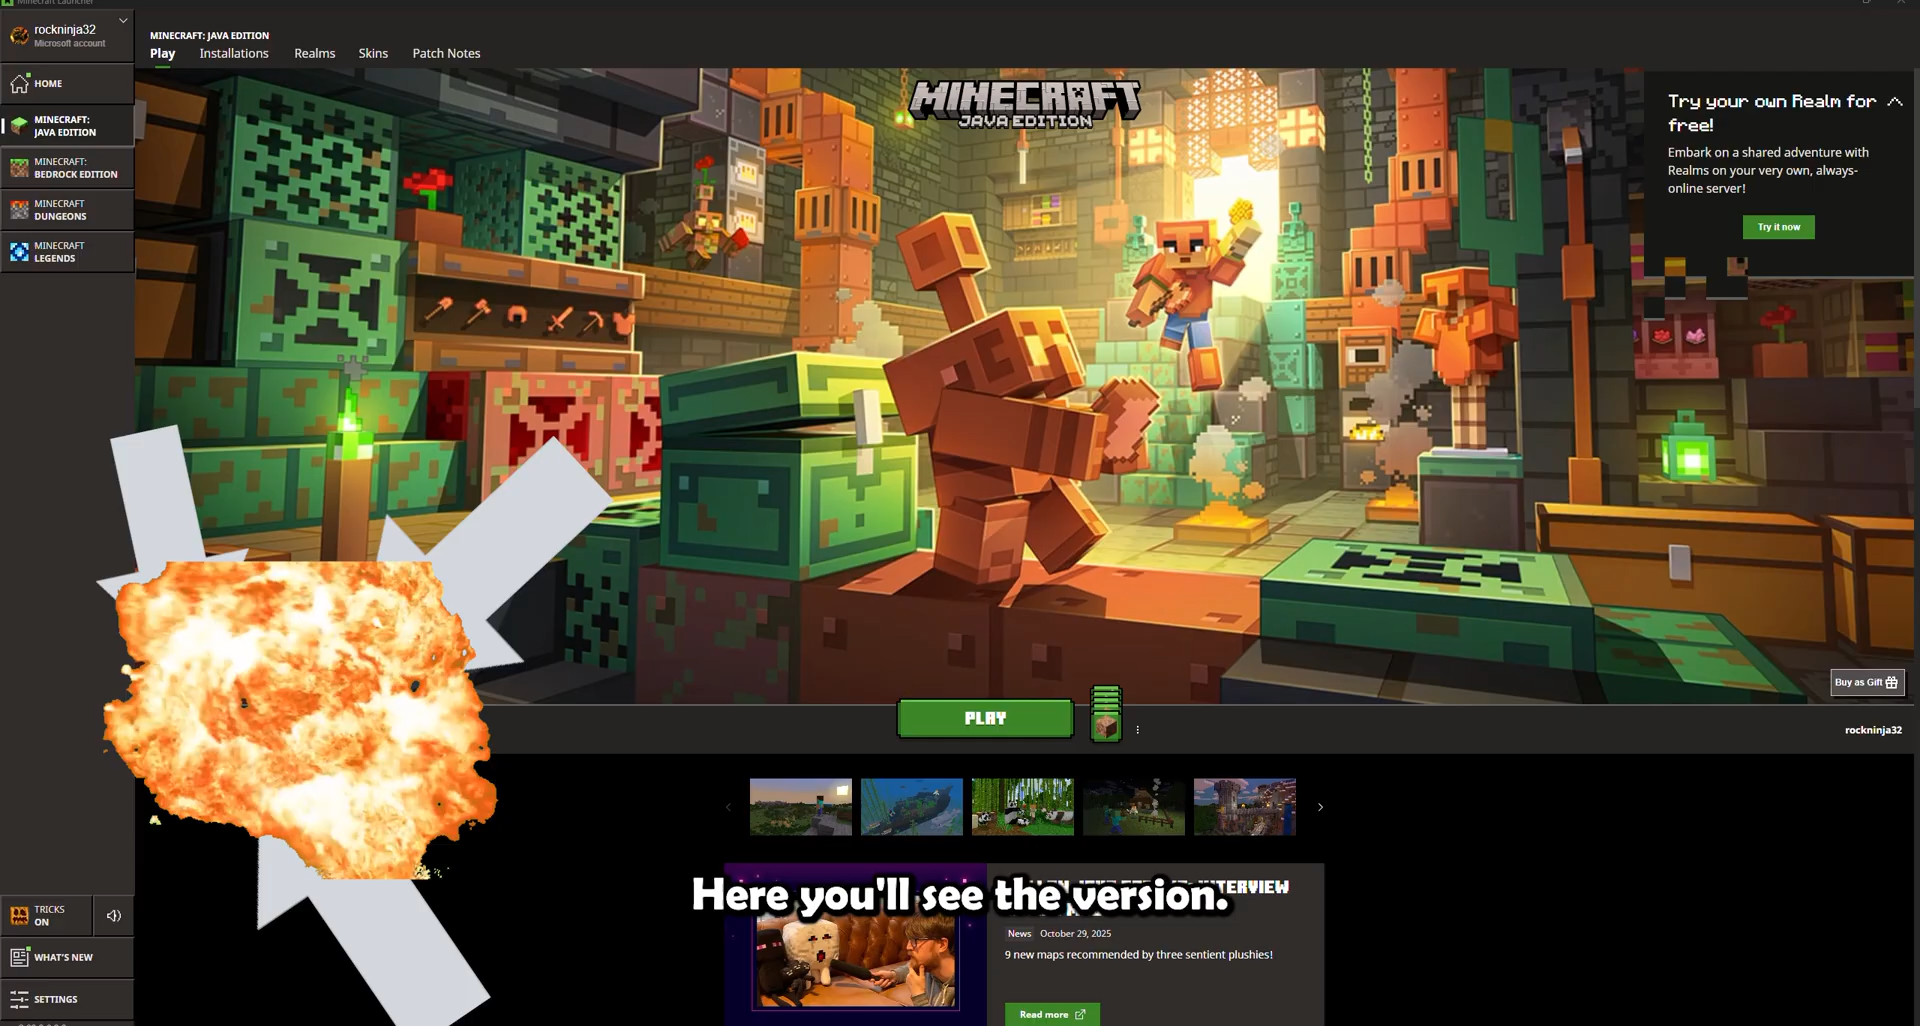 Minecraft Launcher
rockninja32
Microsoft account
HOME
MINECRAFT:
JAVA EDITION
MINECRAFT:
BEDROCK EDITION
MINECRAFT
DUNGEONS
MINECRAFT
LEGENDS
MINECRAFT: JAVA EDITION
Play Installations Realms Skins Patch Notes
MINECRAFT
JAVA EDITION
Try your own Realm for
free!
Embark on a shared adventure with
Realms on your very own, always-
online server!
Try it now
Buy as Gift
PLAY
rockninja32
INTERVIEW
Here you'll see the version.
News October 29, 2025
9 new maps recommended by three sentient plushies!
Read more
TRICKS
ON
WHAT'S NEW
SETTINGS